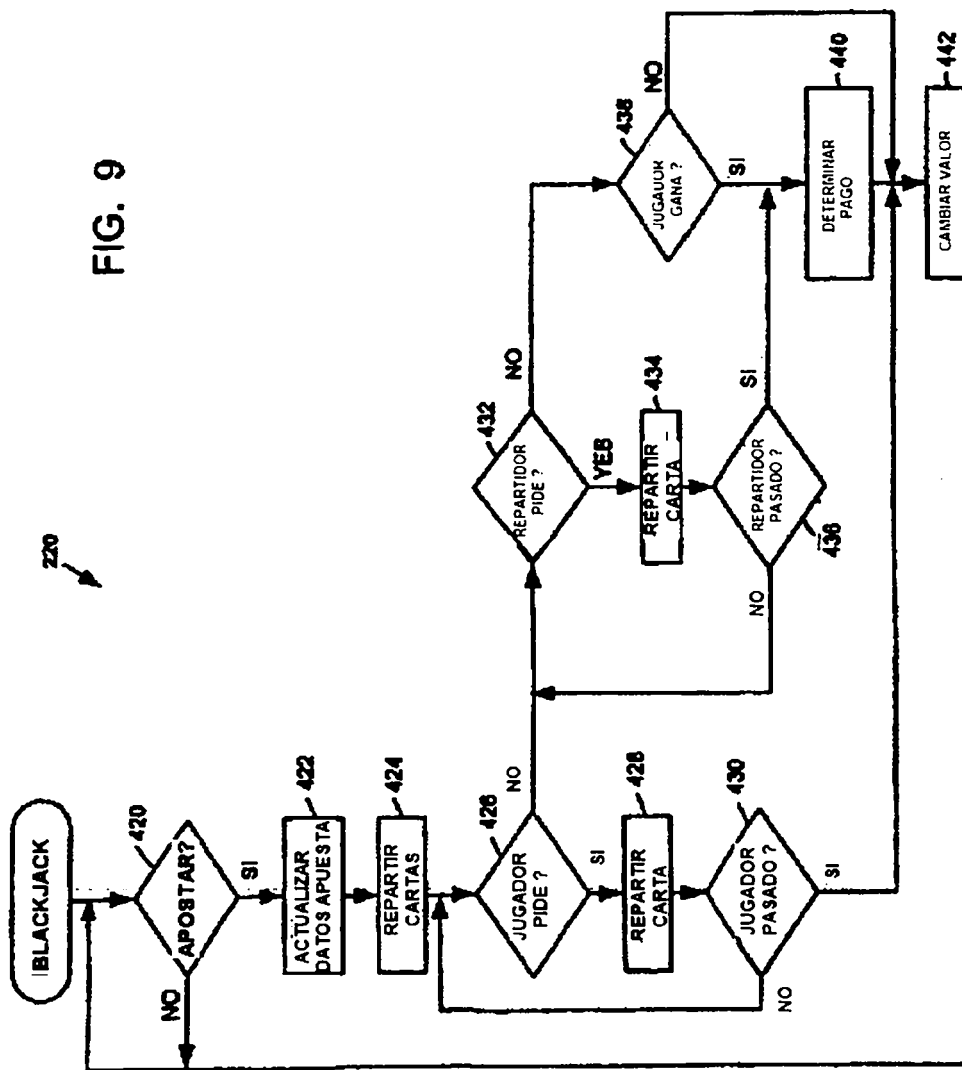 FIG. 9
220
BLACKJACK
420
APOSTAR?
NO
SI
422
ACTUALIZAR
DATOS APUESTA
424
REPARTIR
CARTAS
426
JUGADOR
PIDE ?
NO
SI
428
REPARTIR
CARTA
430
JUGADOR
PASADO ?
NO
SI
432
REPARTIDOR
PIDE ?
NO
YES
434
REPARTIR
CARTA
REPARTIDOR
PASADO ?
436
NO
SI
438
JUGADOR
GANA ?
NO
SI
440
DETERMINAR
PAGO
442
CAMBIAR VALOR